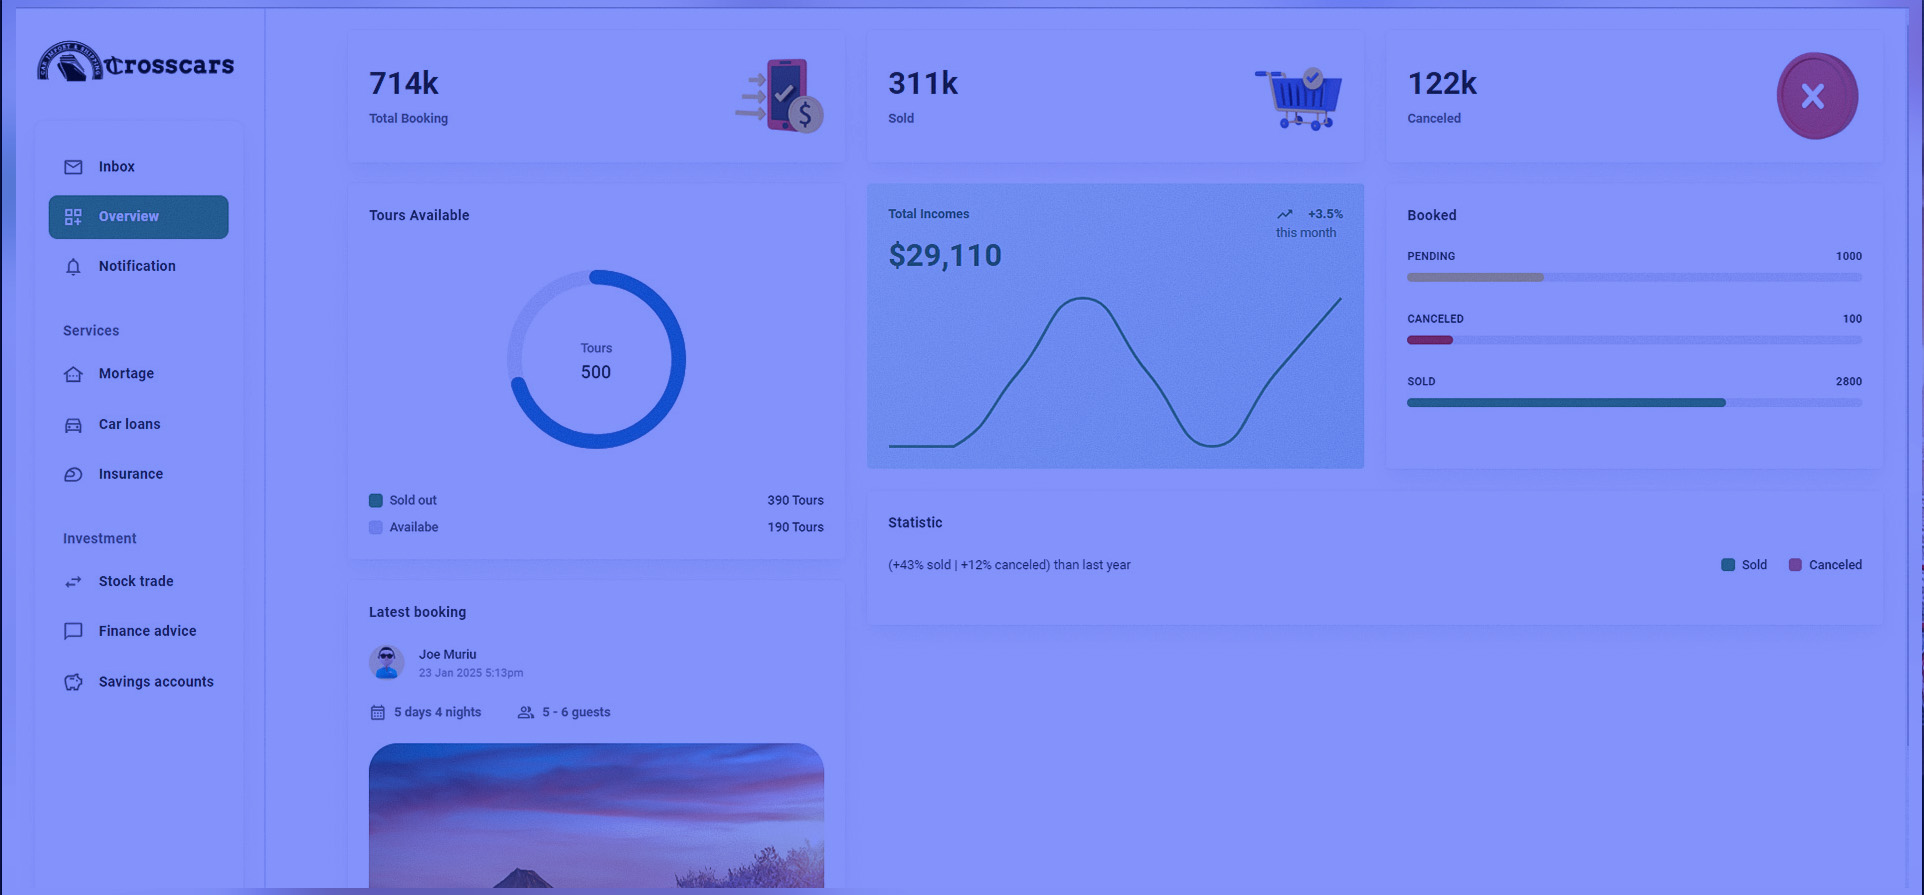 CAR IMPORT & SHIPPING
Crosscars
Inbox
Overview
Notification
Services
Mortage
Car loans
Insurance
Investment
Stock trade
Finance advice
Savings accounts
714k
Total Booking
$
311k
Sold
122k
Canceled
Tours Available
Tours
500
Sold out 390 Tours
Availabe 190 Tours
Total Incomes +3.5%
this month
$29,110
Booked
PENDING 1000
CANCELED 100
SOLD 2800
Statistic
(+43% sold | +12% canceled) than last year Sold Canceled
Latest booking
Joe Muriu
23 Jan 2025 5:13pm
5 days 4 nights 5 - 6 guests